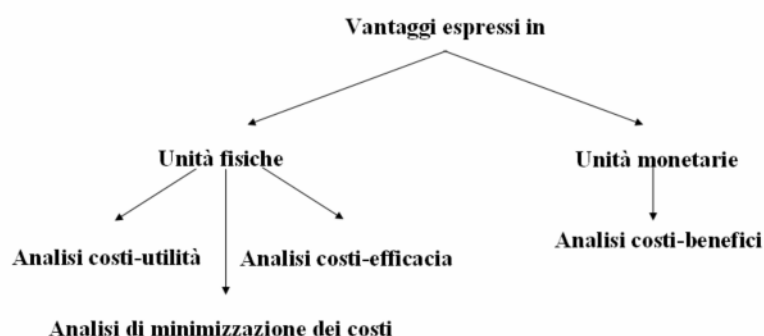 Vantaggi espressi in
Unità fisiche
Unità monetarie
Analisi costi-utilità
Analisi costi-efficacia
Analisi costi-benefici
Analisi di minimizzazione dei costi